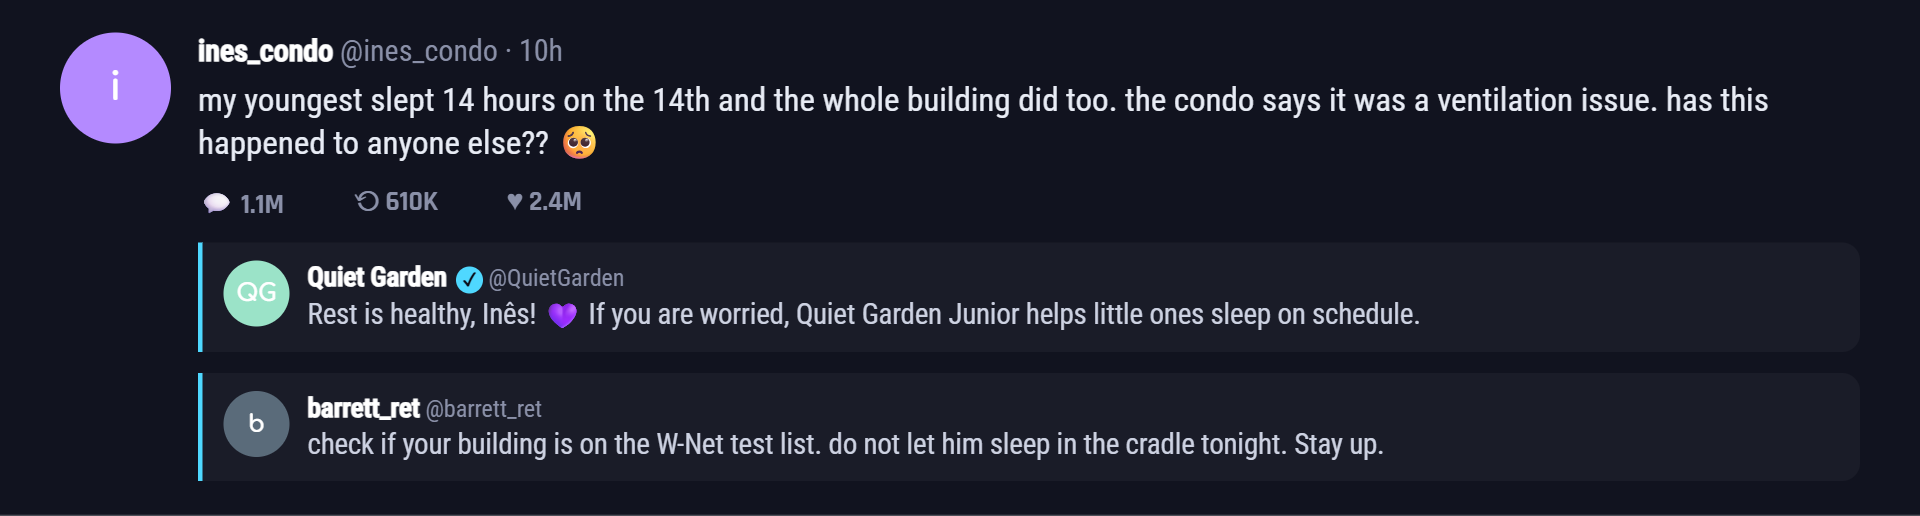 i
ines_condo @ines_condo · 10h
my youngest slept 14 hours on the 14th and the whole building did too. the condo says it was a ventilation issue. has this
happened to anyone else?? 🥺
💬 1.1M ⟲ 610K ♥ 2.4M
QG
Quiet Garden ✓ @QuietGarden
Rest is healthy, Inês! 💜 If you are worried, Quiet Garden Junior helps little ones sleep on schedule.
b
barrett_ret @barrett_ret
check if your building is on the W-Net test list. do not let him sleep in the cradle tonight. Stay up.